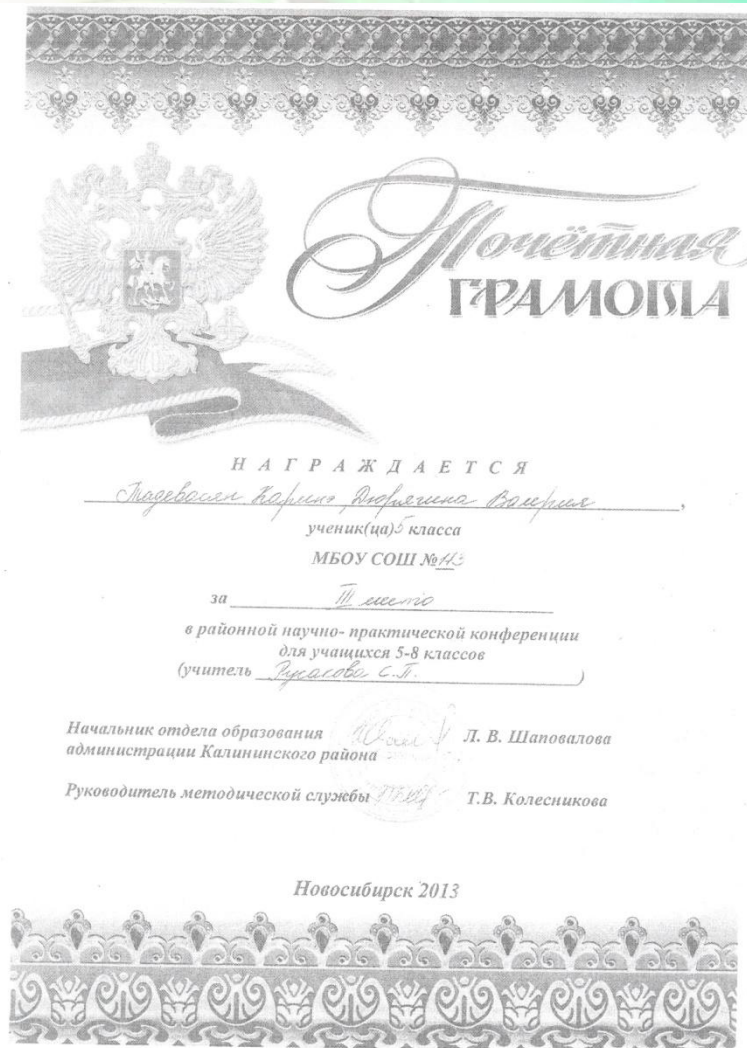 Почётная
ГРАМОТА
НАГРАЖДАЕТСЯ
Тадевосян Карина, Дюрягина Валерия,
ученик(ца) 5 класса
МБОУ СОШ №
за III место
в районной научно- практической конференции
для учащихся 5-8 классов
(учитель Русакова С.П. )
Начальник отдела образования
администрации Калининского района
Л. В. Шаповалова
Руководитель методической службы Т.В. Колесникова
Новосибирск 2013